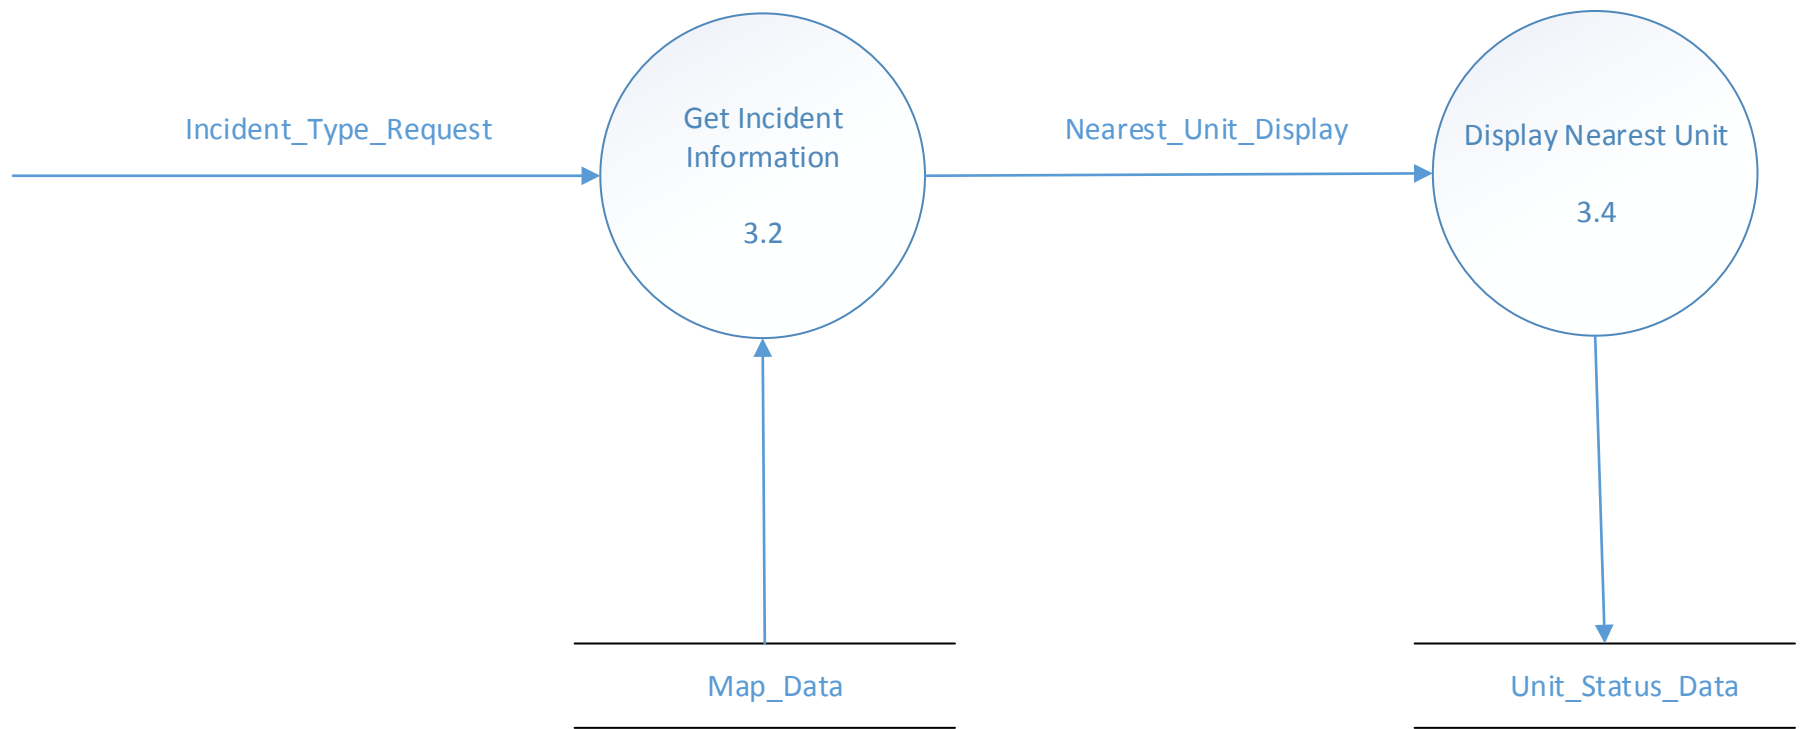 Incident_Type_Request
Get Incident
Information
3.2
Nearest_Unit_Display
Display Nearest Unit
3.4
Map_Data
Unit_Status_Data